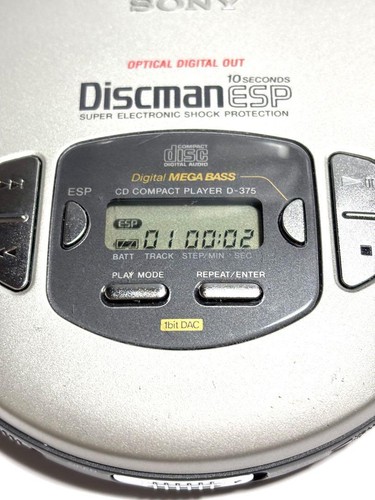 SONY
OPTICAL DIGITAL OUT
10 SECONDS
Discman ESP
SUPER ELECTRONIC SHOCK PROTECTION
COMPACT
disc
DIGITAL AUDIO
Digital MEGA BASS
ESP
CD COMPACT PLAYER D-375
ESP
01 00:02
BATT TRACK STEP/MIN SEC
PLAY MODE REPEAT/ENTER
1bit DAC